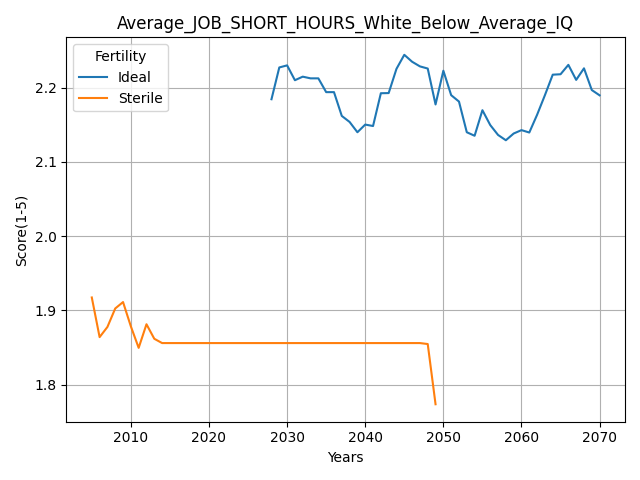 Average_JOB_SHORT_HOURS_White_Below_Average_IQ
Fertility
Ideal
Sterile
Score(1-5)
2.2
2.1
2.0
1.9
1.8
2010 2020 2030 2040 2050 2060 2070
Years